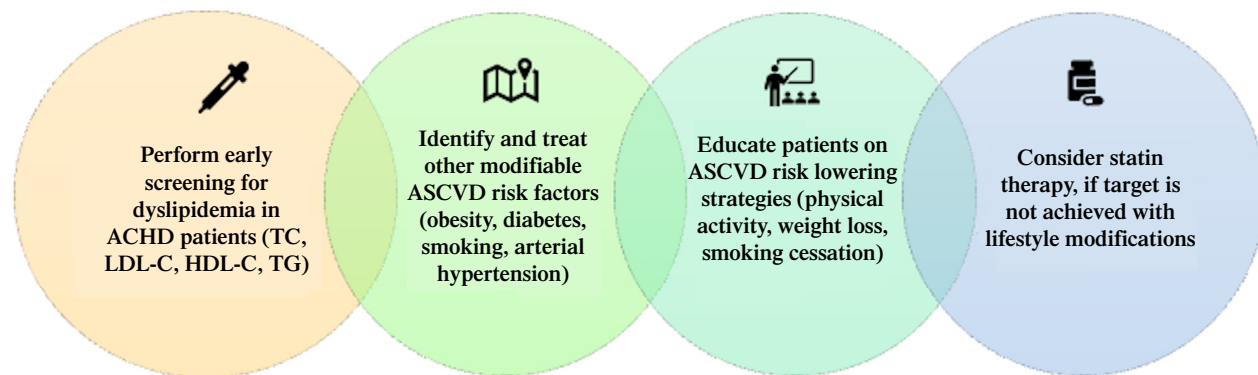 Perform early
screening for
dyslipidemia in
ACHD patients (TC,
LDL-C, HDL-C, TG)
Identify and treat
other modifiable
ASCVD risk factors
(obesity, diabetes,
smoking, arterial
hypertension)
Educate patients on
ASCVD risk lowering
strategies (physical
activity, weight loss,
smoking cessation)
Consider statin
therapy, if target is
not achieved with
lifestyle modifications